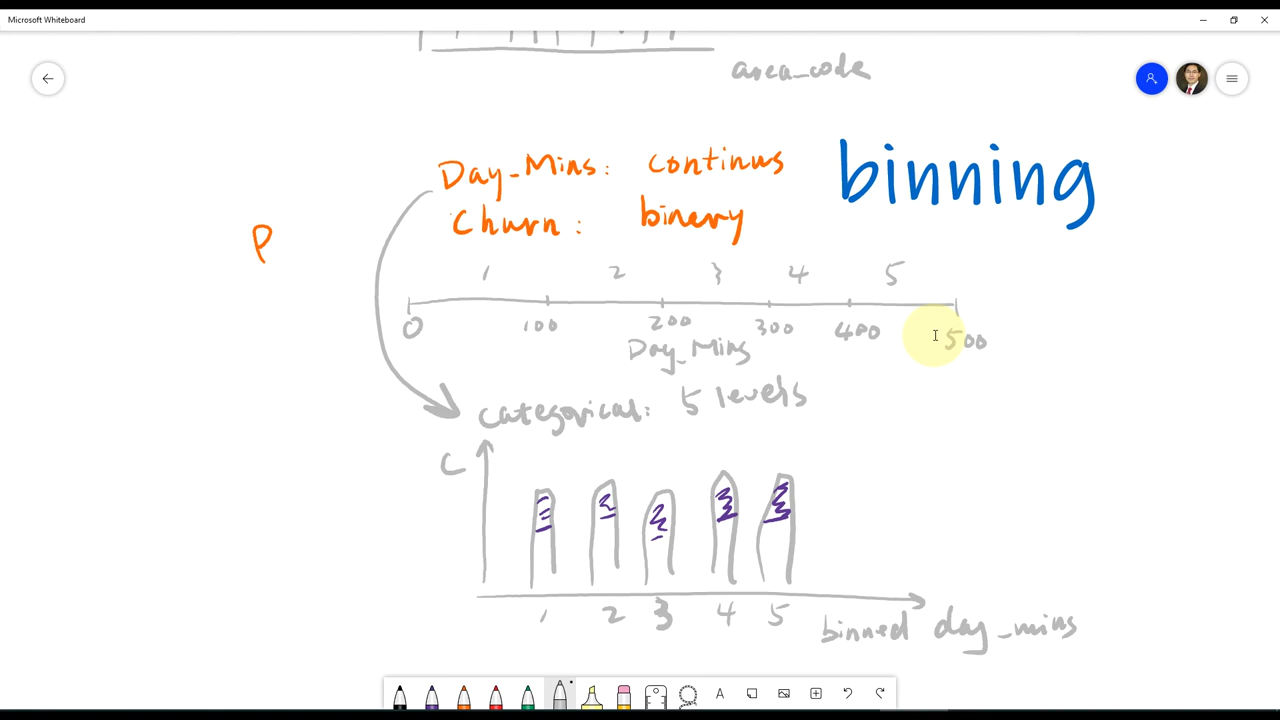 Microsoft Whiteboard
area_code
Day_Mins: continus
binning
Churn: binary
P
1 2 3 4 5
0 100 200 300 400 500
Day_Mins
categorical: 5 levels
C
1 2 3 4 5
binned day_mins
A